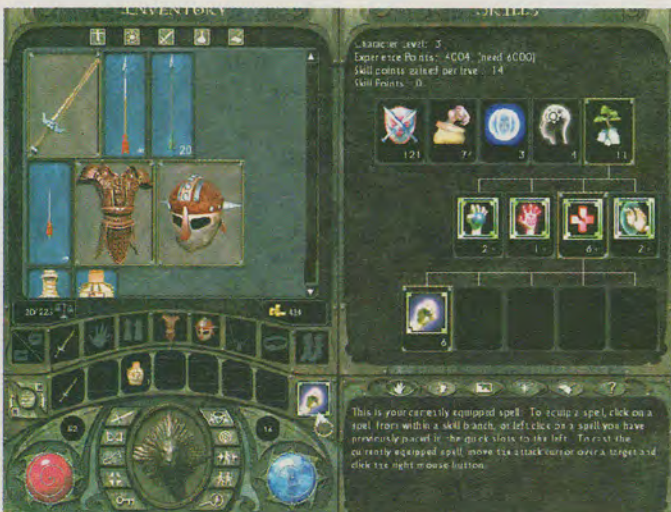 INVENTORY
20
424
SKILLS
Character Level: 3
Experience Points: 4004 (need 6000)
Skill points gained per level: 14
Skill Points: 0
121
74
3
4
11
2
1
6
2
6
?
This is your currently equipped spell. To equip a spell, click on a
spell from within a skill branch, or left click on a spell you have
previously placed in the quick slots to the left. To cast the
currently equipped spell, move the attack cursor over a target and
click the right mouse button.